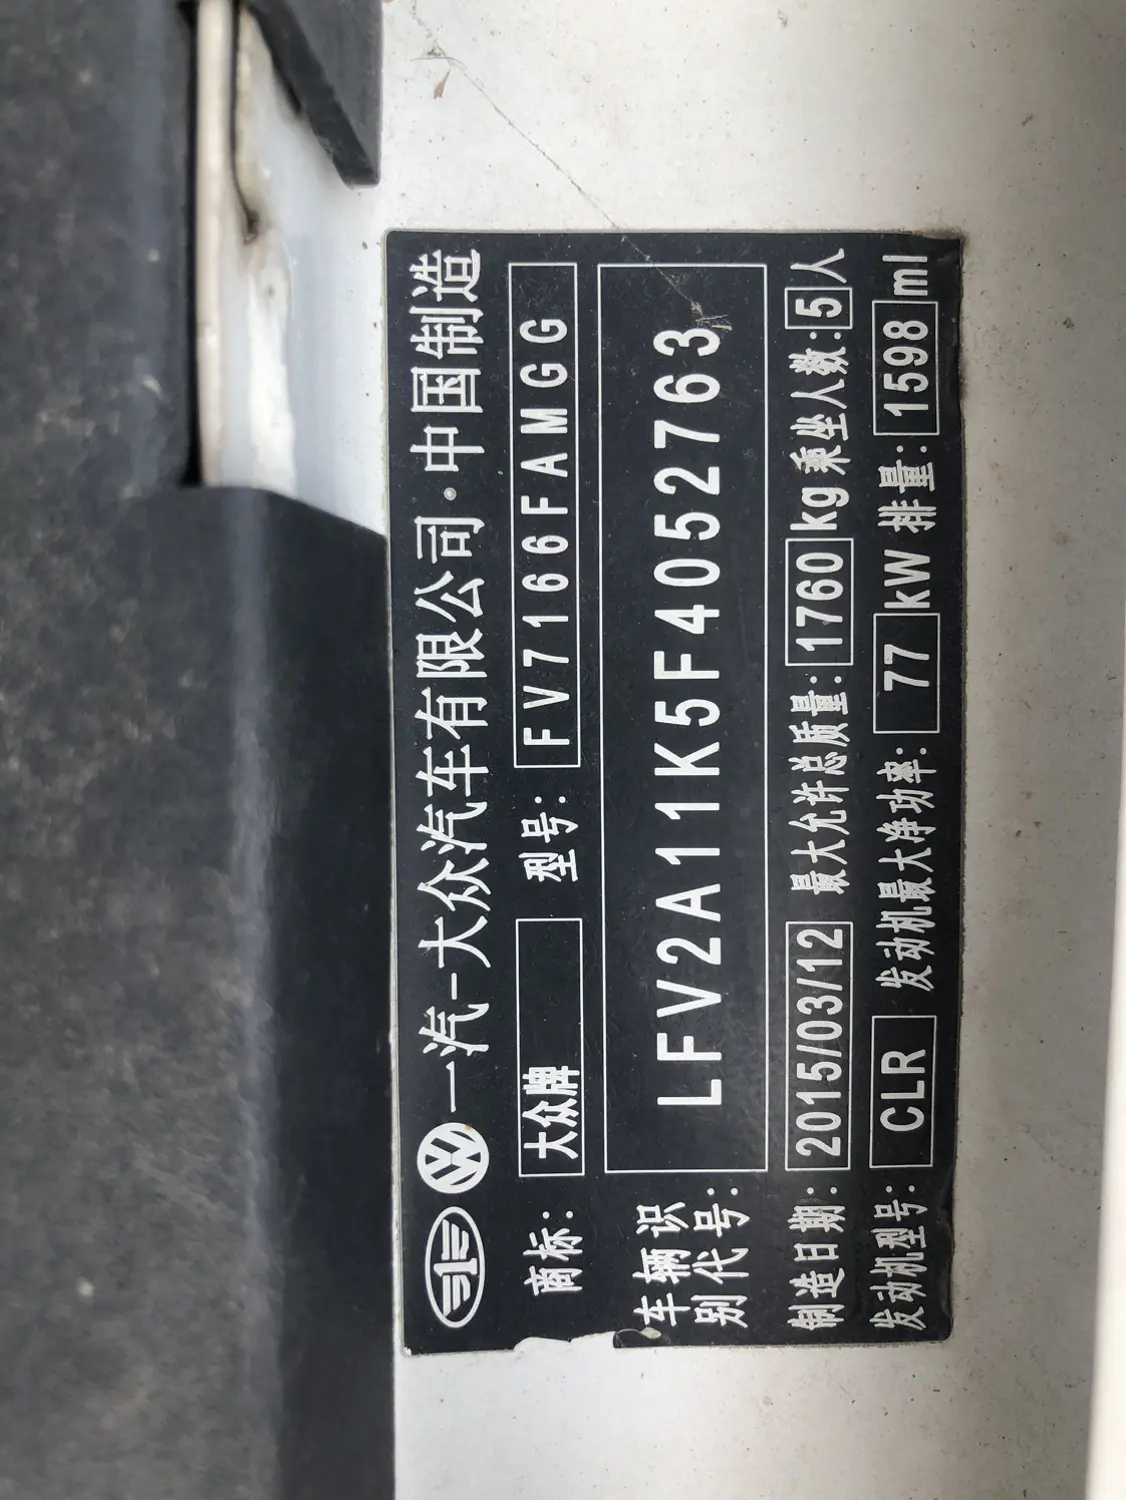 一汽-大众汽车有限公司·中国制造
商标: 大众牌 型号: FV7166FAMGG
车辆识别代号: LFV2A11K5F4052763
制造日期: 2015/03/12 最大允许总质量: 1760 kg 乘坐人数: 5 人
发动机型号: CLR 发动机最大净功率: 77 kW 排量: 1598 ml